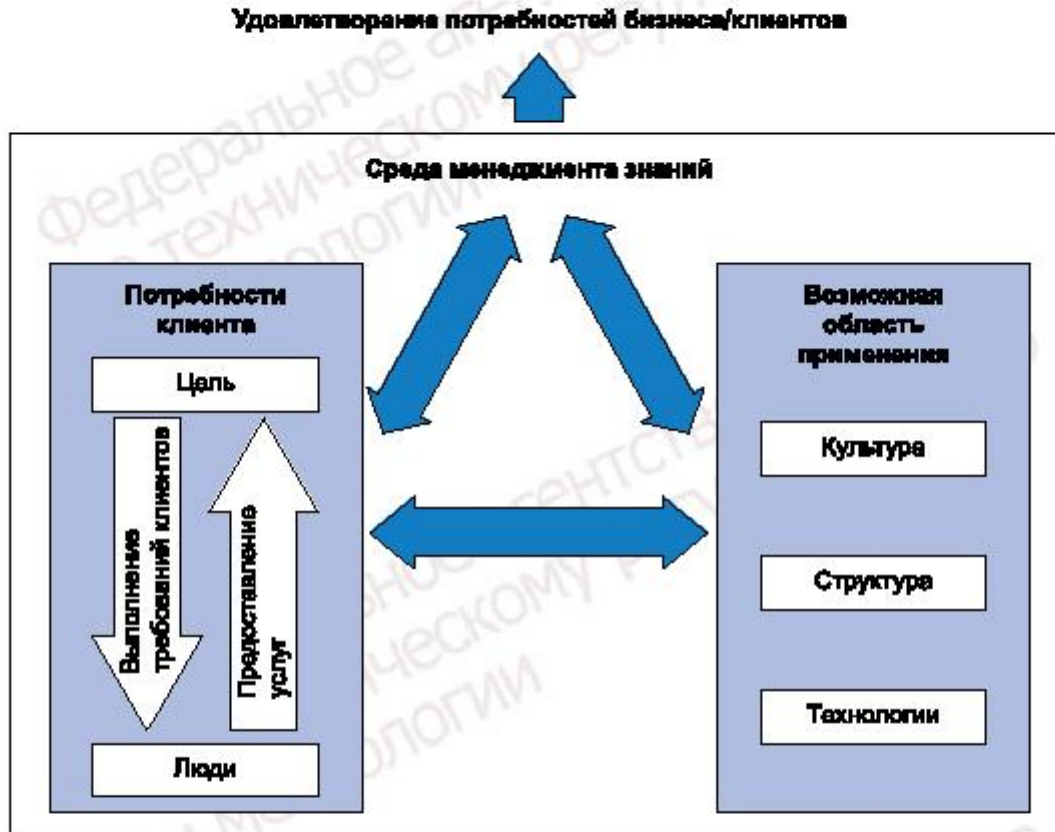 Удовлетворение потребностей бизнеса/клиентов
Среда менеджмента знаний
Потребности
клиента
Цель
Выполнение
требований клиентов
Предоставление
услуг
Люди
Возможная
область
применения
Культура
Структура
Технологии